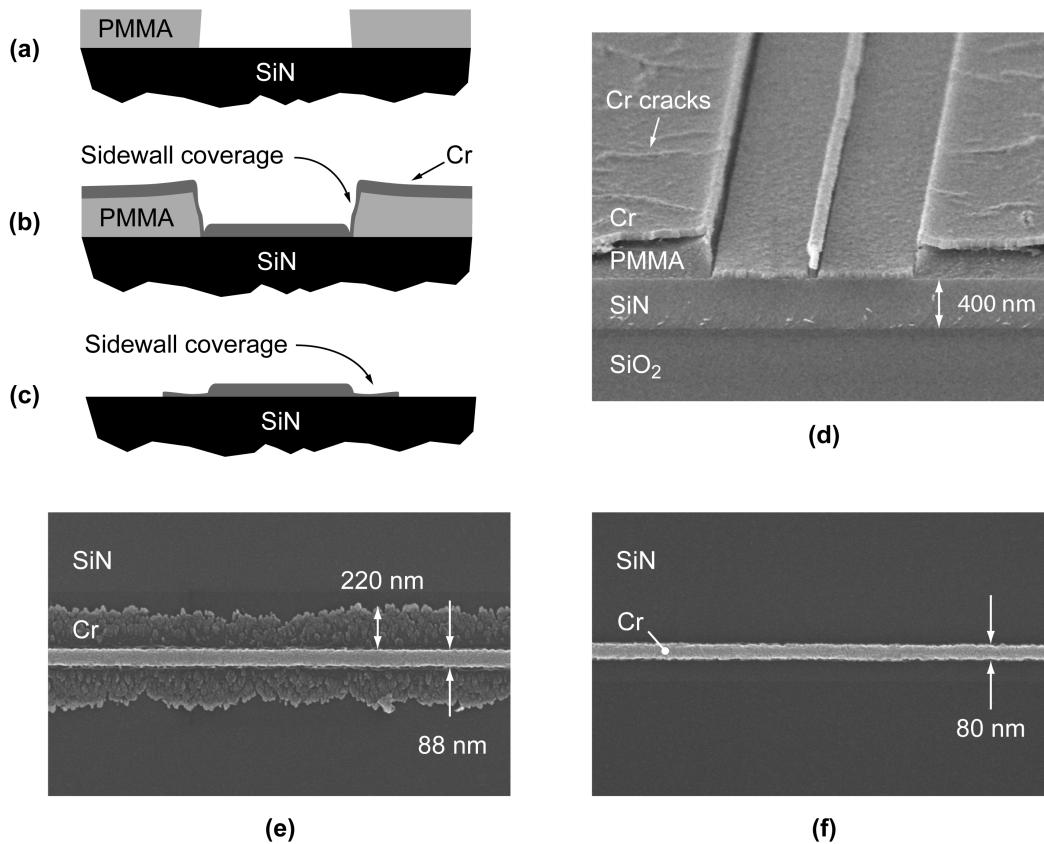 (a)
PMMA
SiN
Sidewall coverage
Cr
(b)
PMMA
SiN
Sidewall coverage
(c)
SiN
Cr cracks
Cr
PMMA
SiN
400 nm
SiO₂
(d)
SiN
220 nm
Cr
88 nm
(e)
SiN
Cr
80 nm
(f)